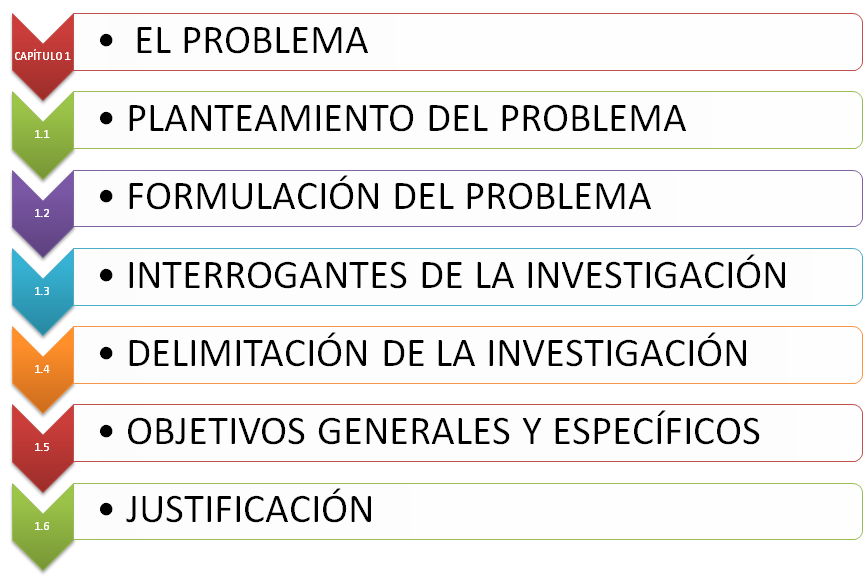 CAPÍTULO 1
• EL PROBLEMA
1.1
• PLANTEAMIENTO DEL PROBLEMA
1.2
• FORMULACIÓN DEL PROBLEMA
1.3
• INTERROGANTES DE LA INVESTIGACIÓN
1.4
• DELIMITACIÓN DE LA INVESTIGACIÓN
1.5
• OBJETIVOS GENERALES Y ESPECÍFICOS
1.6
• JUSTIFICACIÓN